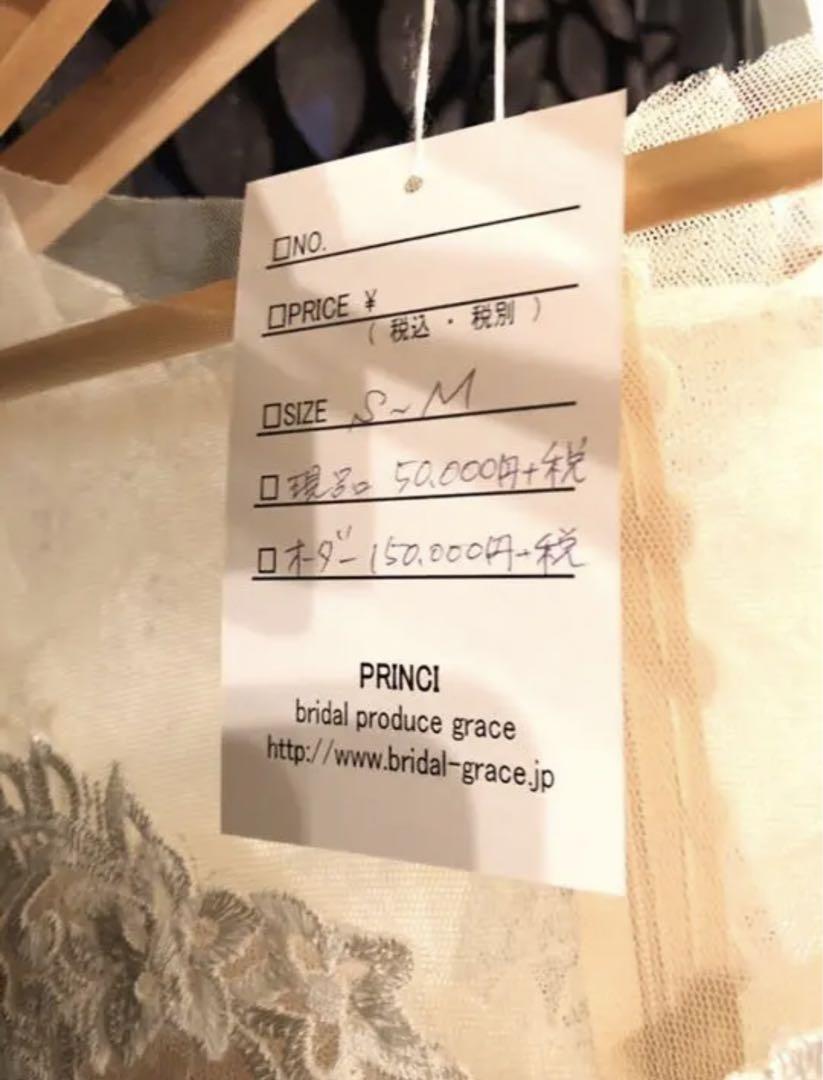 □NO.
□PRICE ¥
( 税込 ・ 税別 )
□SIZE S~M
□ 現品 50.000円+税
□ オーダー 150.000円+税
PRINCI
bridal produce grace
http://www.bridal-grace.jp